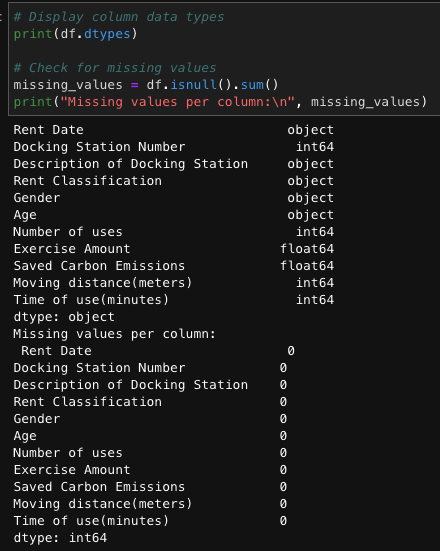 # Display column data types
print(df.dtypes)
# Check for missing values
missing_values = df.isnull().sum()
print("Missing values per column:\n", missing_values)
Rent Date                          object
Docking Station Number              int64
Description of Docking Station     object
Rent Classification                object
Gender                             object
Age                                object
Number of uses                      int64
Exercise Amount                   float64
Saved Carbon Emissions            float64
Moving distance(meters)             int64
Time of use(minutes)                int64
dtype: object
Missing values per column:
 Rent Date                         0
Docking Station Number            0
Description of Docking Station    0
Rent Classification               0
Gender                            0
Age                               0
Number of uses                    0
Exercise Amount                   0
Saved Carbon Emissions            0
Moving distance(meters)           0
Time of use(minutes)              0
dtype: int64